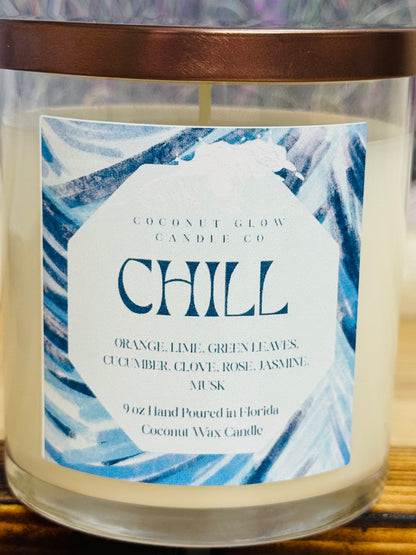 COCONUT GLOW
CANDLE CO
CHILL
ORANGE, LIME, GREEN LEAVES,
CUCUMBER, CLOVE, ROSE, JASMINE,
MUSK
9 oz Hand Poured in Florida
Coconut Wax Candle